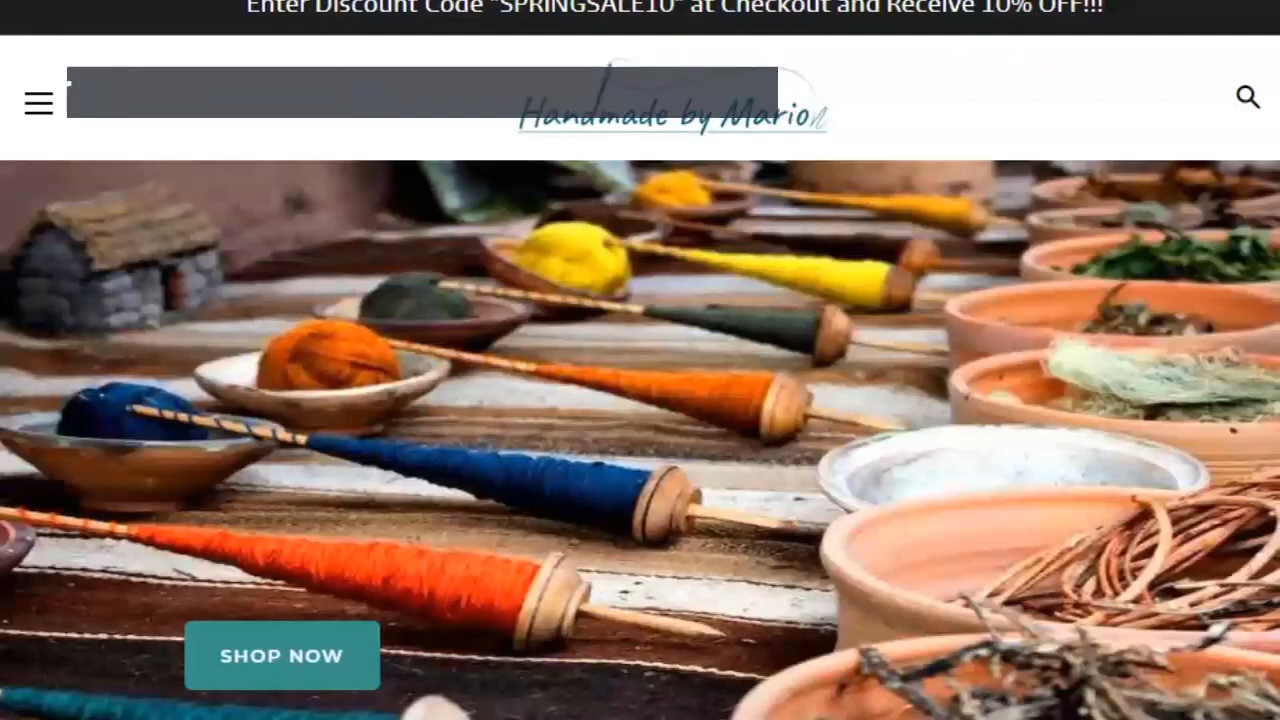 Enter Discount Code "SPRINGSALE10" at Checkout and Receive 10% OFF!!!
Handmade by Marion
SHOP NOW